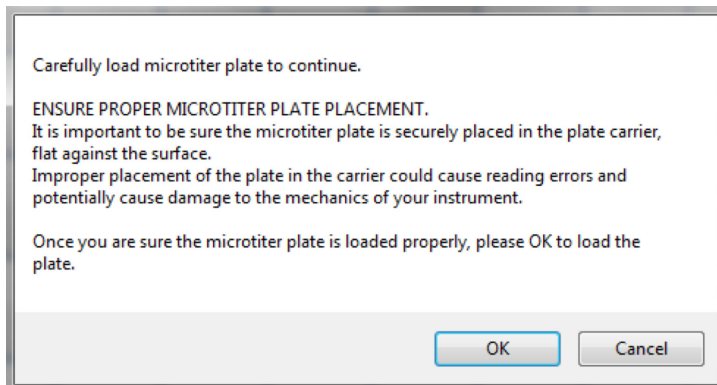 Carefully load microtiter plate to continue.
ENSURE PROPER MICROTITER PLATE PLACEMENT.
It is important to be sure the microtiter plate is securely placed in the plate carrier,
flat against the surface.
Improper placement of the plate in the carrier could cause reading errors and
potentially cause damage to the mechanics of your instrument.
Once you are sure the microtiter plate is loaded properly, please OK to load the
plate.
OK
Cancel